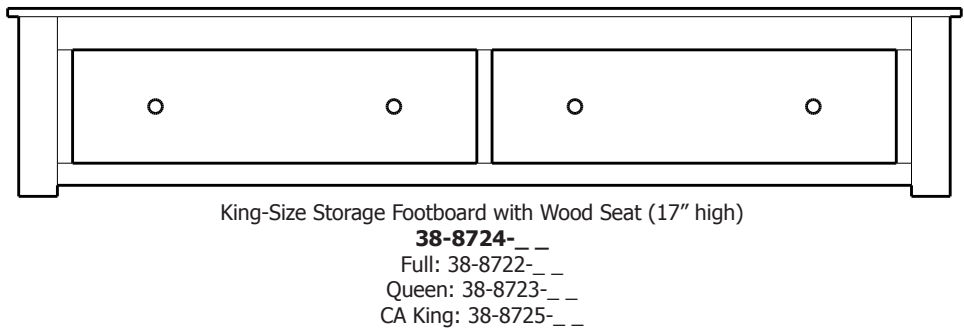 King-Size Storage Footboard with Wood Seat (17” high)
38-8724-_ _
Full: 38-8722-_ _
Queen: 38-8723-_ _
CA King: 38-8725-_ _